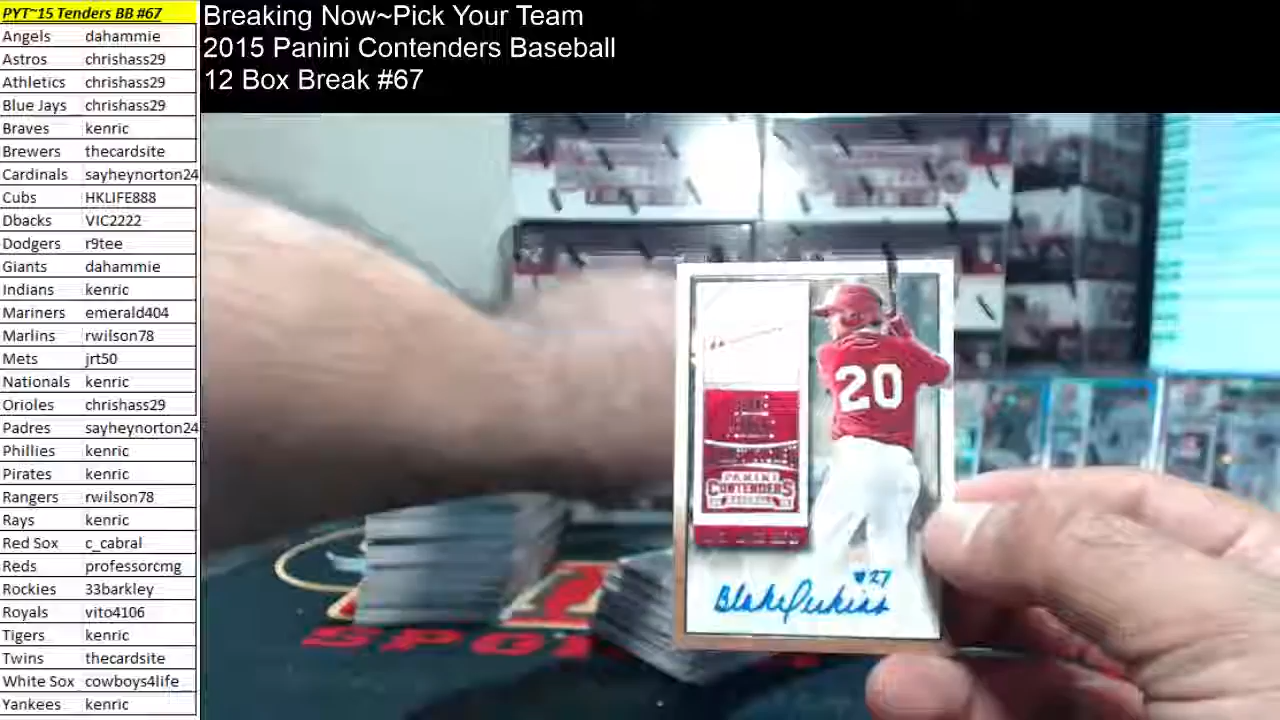 PYT~15 Tenders BB #67
Angels dahammie
Astros chrishass29
Athletics chrishass29
Blue Jays chrishass29
Braves kenric
Brewers thecardsite
Cardinals sayheynorton24
Cubs HKLIFE888
Dbacks VIC2222
Dodgers r9tee
Giants dahammie
Indians kenric
Mariners emerald404
Marlins rwilson78
Mets jrt50
Nationals kenric
Orioles chrishass29
Padres sayheynorton24
Phillies kenric
Pirates kenric
Rangers rwilson78
Rays kenric
Red Sox c_cabral
Reds professorcmg
Rockies 33barkley
Royals vito4106
Tigers kenric
Twins thecardsite
White Sox cowboys4life
Yankees kenric
Breaking Now~Pick Your Team
2015 Panini Contenders Baseball
12 Box Break #67
20
PANINI
CONTENDERS
#27
Blake Perkins
SPO